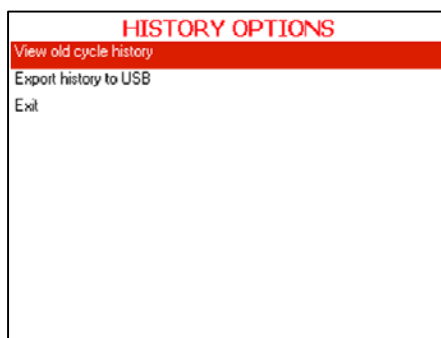 HISTORY OPTIONS
View old cycle history
Export history to USB
Exit